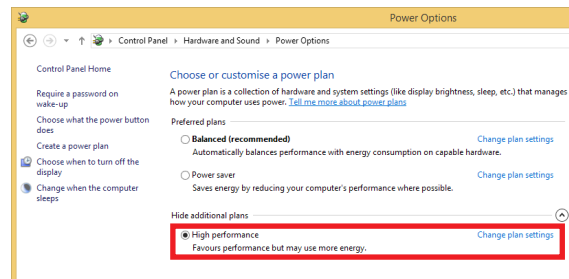 Power Options
Control Panel ▸ Hardware and Sound ▸ Power Options
Control Panel Home
Require a password on
wake-up
Choose what the power button
does
Create a power plan
Choose when to turn off the
display
Change when the computer
sleeps
Choose or customise a power plan
A power plan is a collection of hardware and system settings (like display brightness, sleep, etc.) that manages
how your computer uses power. Tell me more about power plans
Preferred plans
Balanced (recommended) Change plan settings
Automatically balances performance with energy consumption on capable hardware.
Power saver Change plan settings
Saves energy by reducing your computer's performance where possible.
Hide additional plans
High performance Change plan settings
Favours performance but may use more energy.